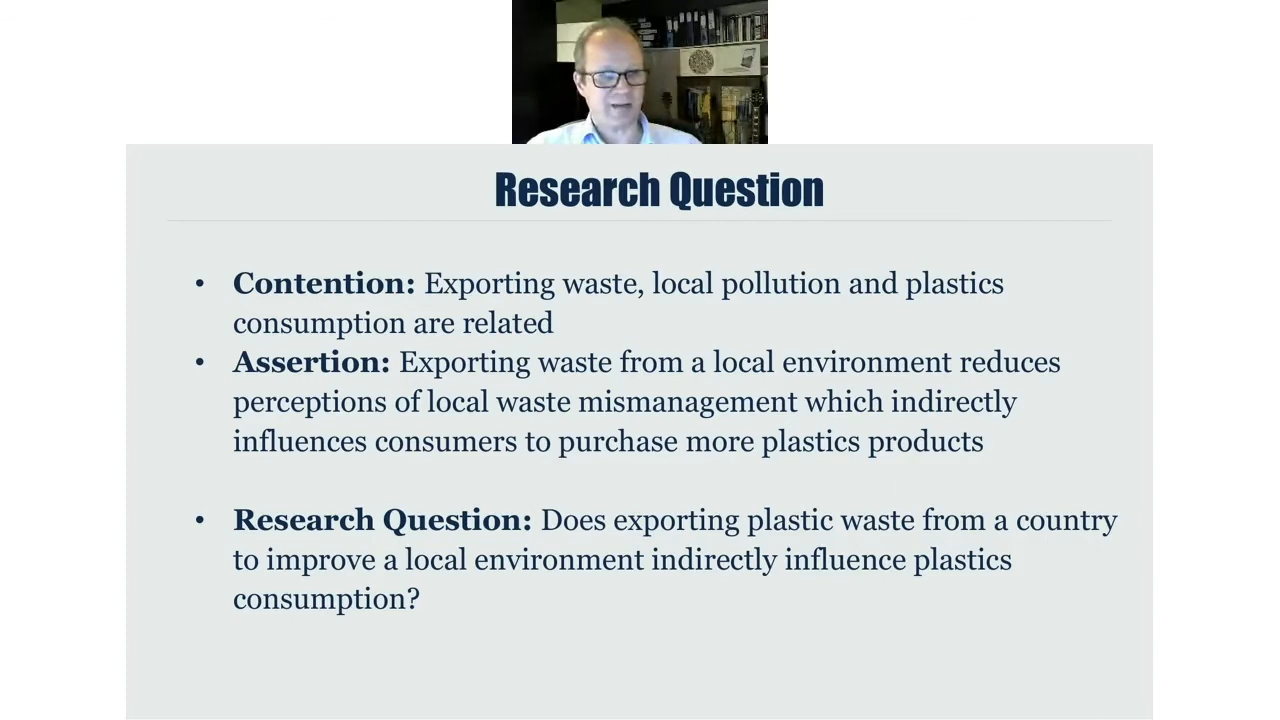 Research Question
• Contention: Exporting waste, local pollution and plastics
consumption are related
• Assertion: Exporting waste from a local environment reduces
perceptions of local waste mismanagement which indirectly
influences consumers to purchase more plastics products
• Research Question: Does exporting plastic waste from a country
to improve a local environment indirectly influence plastics
consumption?